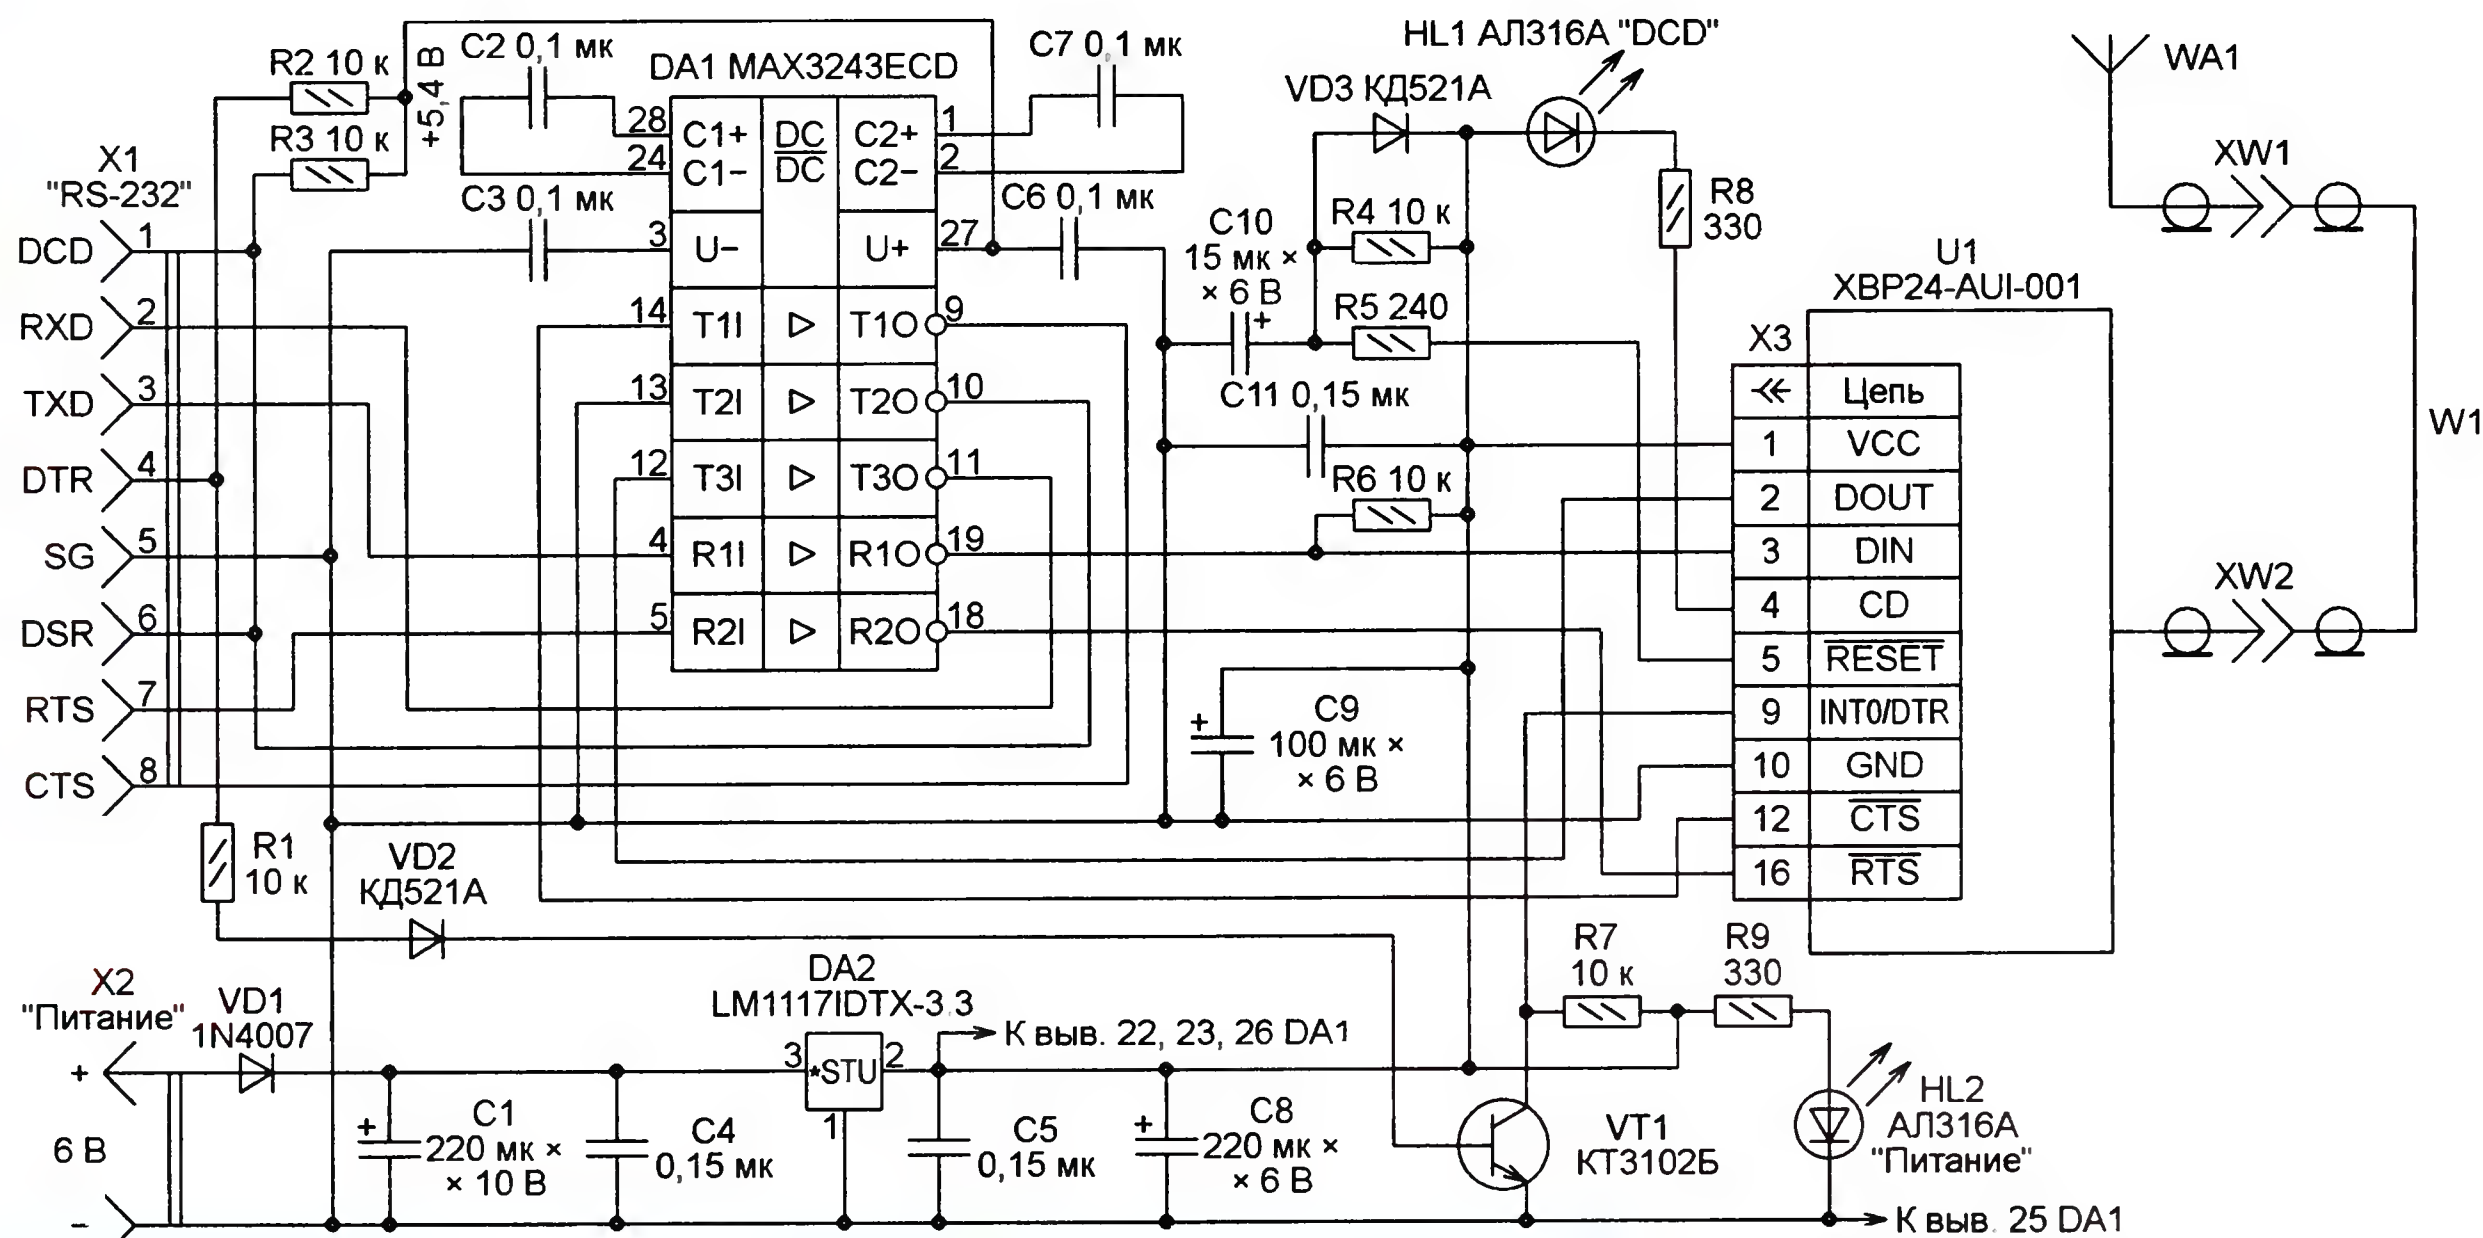 HL1 АЛ316А "DCD"
C2 0,1 мк
C7 0,1 мк
R2 10 к
+5,4 В
DA1 MAX3243ECD
WA1
VD3 КД521А
R3 10 к
28
C1+
DC
C2+
1
24
C1−
DC
C2−
2
X1
"RS-232"
XW1
C3 0,1 мк
C6 0,1 мк
R8
330
C10
15 мк ×
× 6 В
R4 10 к
DCD
1
3
U−
U+
27
U1
XBP24-AUI-001
RXD
2
14
T1I
T1O
9
R5 240
X3
TXD
3
13
T2I
T2O
10
C11 0,15 мк
Цепь
W1
1
VCC
DTR
4
12
T3I
T3O
11
R6 10 к
2
DOUT
SG
5
4
R1I
R1O
19
3
DIN
XW2
4
CD
DSR
6
5
R2I
R2O
18
5
RESET
RTS
7
C9
100 мк ×
× 6 В
9
INT0/DTR
CTS
8
10
GND
12
CTS
R1
10 к
VD2
КД521А
16
RTS
R7
10 к
R9
330
X2
"Питание"
VD1
1N4007
DA2
LM1117IDTX-3.3
К выв. 22, 23, 26 DA1
+
3
*STU
2
1
6 В
+
C1
220 мк ×
× 10 В
C4
0,15 мк
C5
0,15 мк
+
C8
220 мк ×
× 6 В
VT1
КТ3102Б
HL2
АЛ316А
"Питание"
−
К выв. 25 DA1
+
+